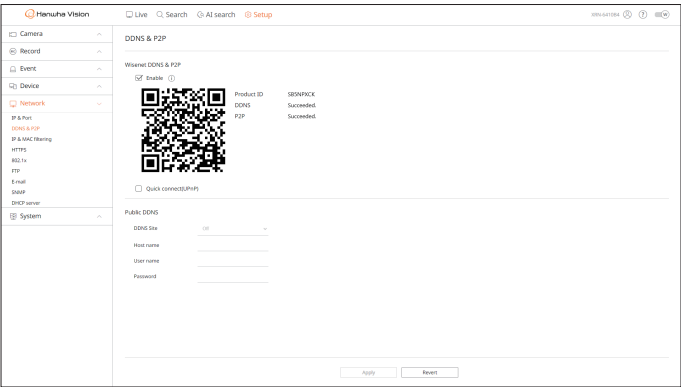 Hanwha Vision
Live Search AI search Setup
XRN-6410B4
Camera
Record
Event
Device
Network
IP & Port
DDNS & P2P
IP & MAC filtering
HTTPS
802.1x
FTP
E-mail
SNMP
DHCP server
System
DDNS & P2P
Wisenet DDNS & P2P
Enable
Product ID SB5NPXCK
DDNS Succeeded.
P2P Succeeded.
Quick connect(UPnP)
Public DDNS
DDNS Site Off
Host name
User name
Password
Apply Revert